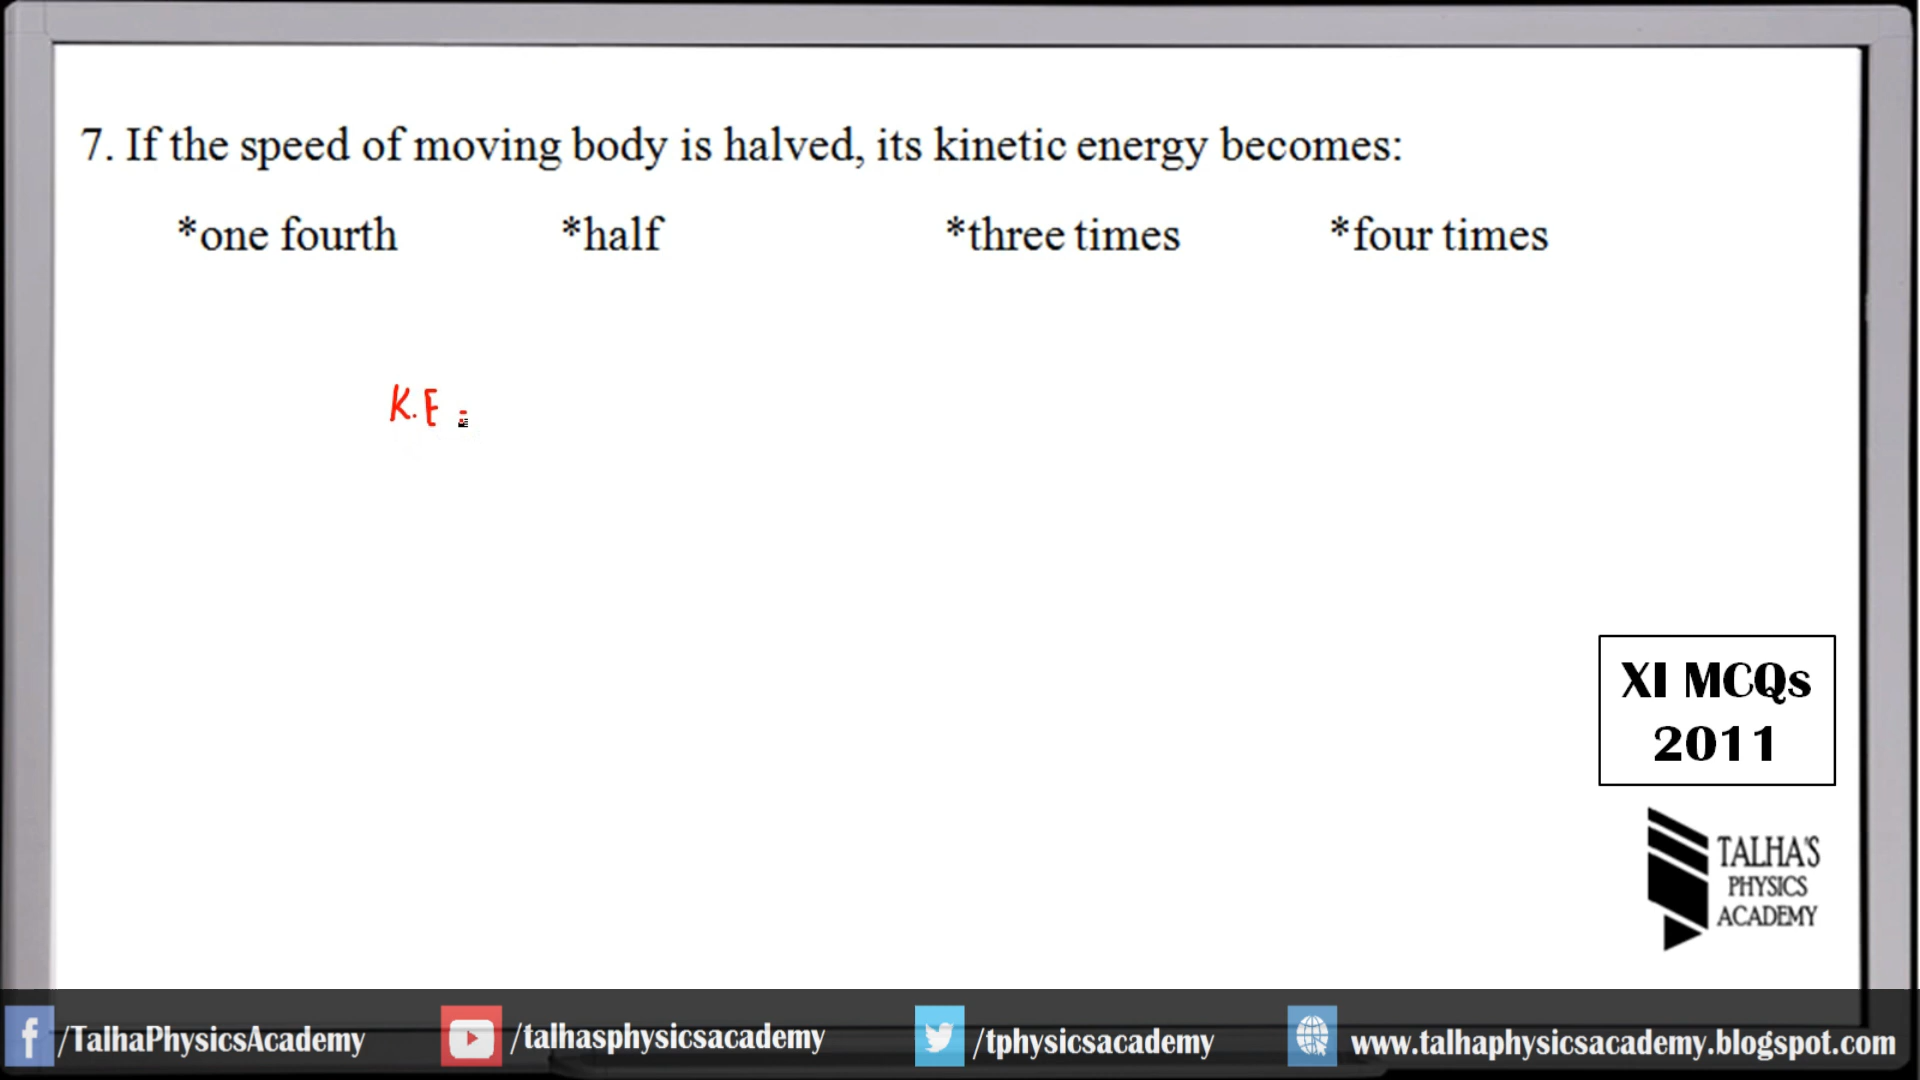 7. If the speed of moving body is halved, its kinetic energy becomes:
*one fourth *half *three times *four times
K.E =
XI MCQs
2011
TALHA'S
PHYSICS
ACADEMY
/TalhaPhysicsAcademy /talhasphysicsacademy /tphysicsacademy www.talhaphysicsacademy.blogspot.com